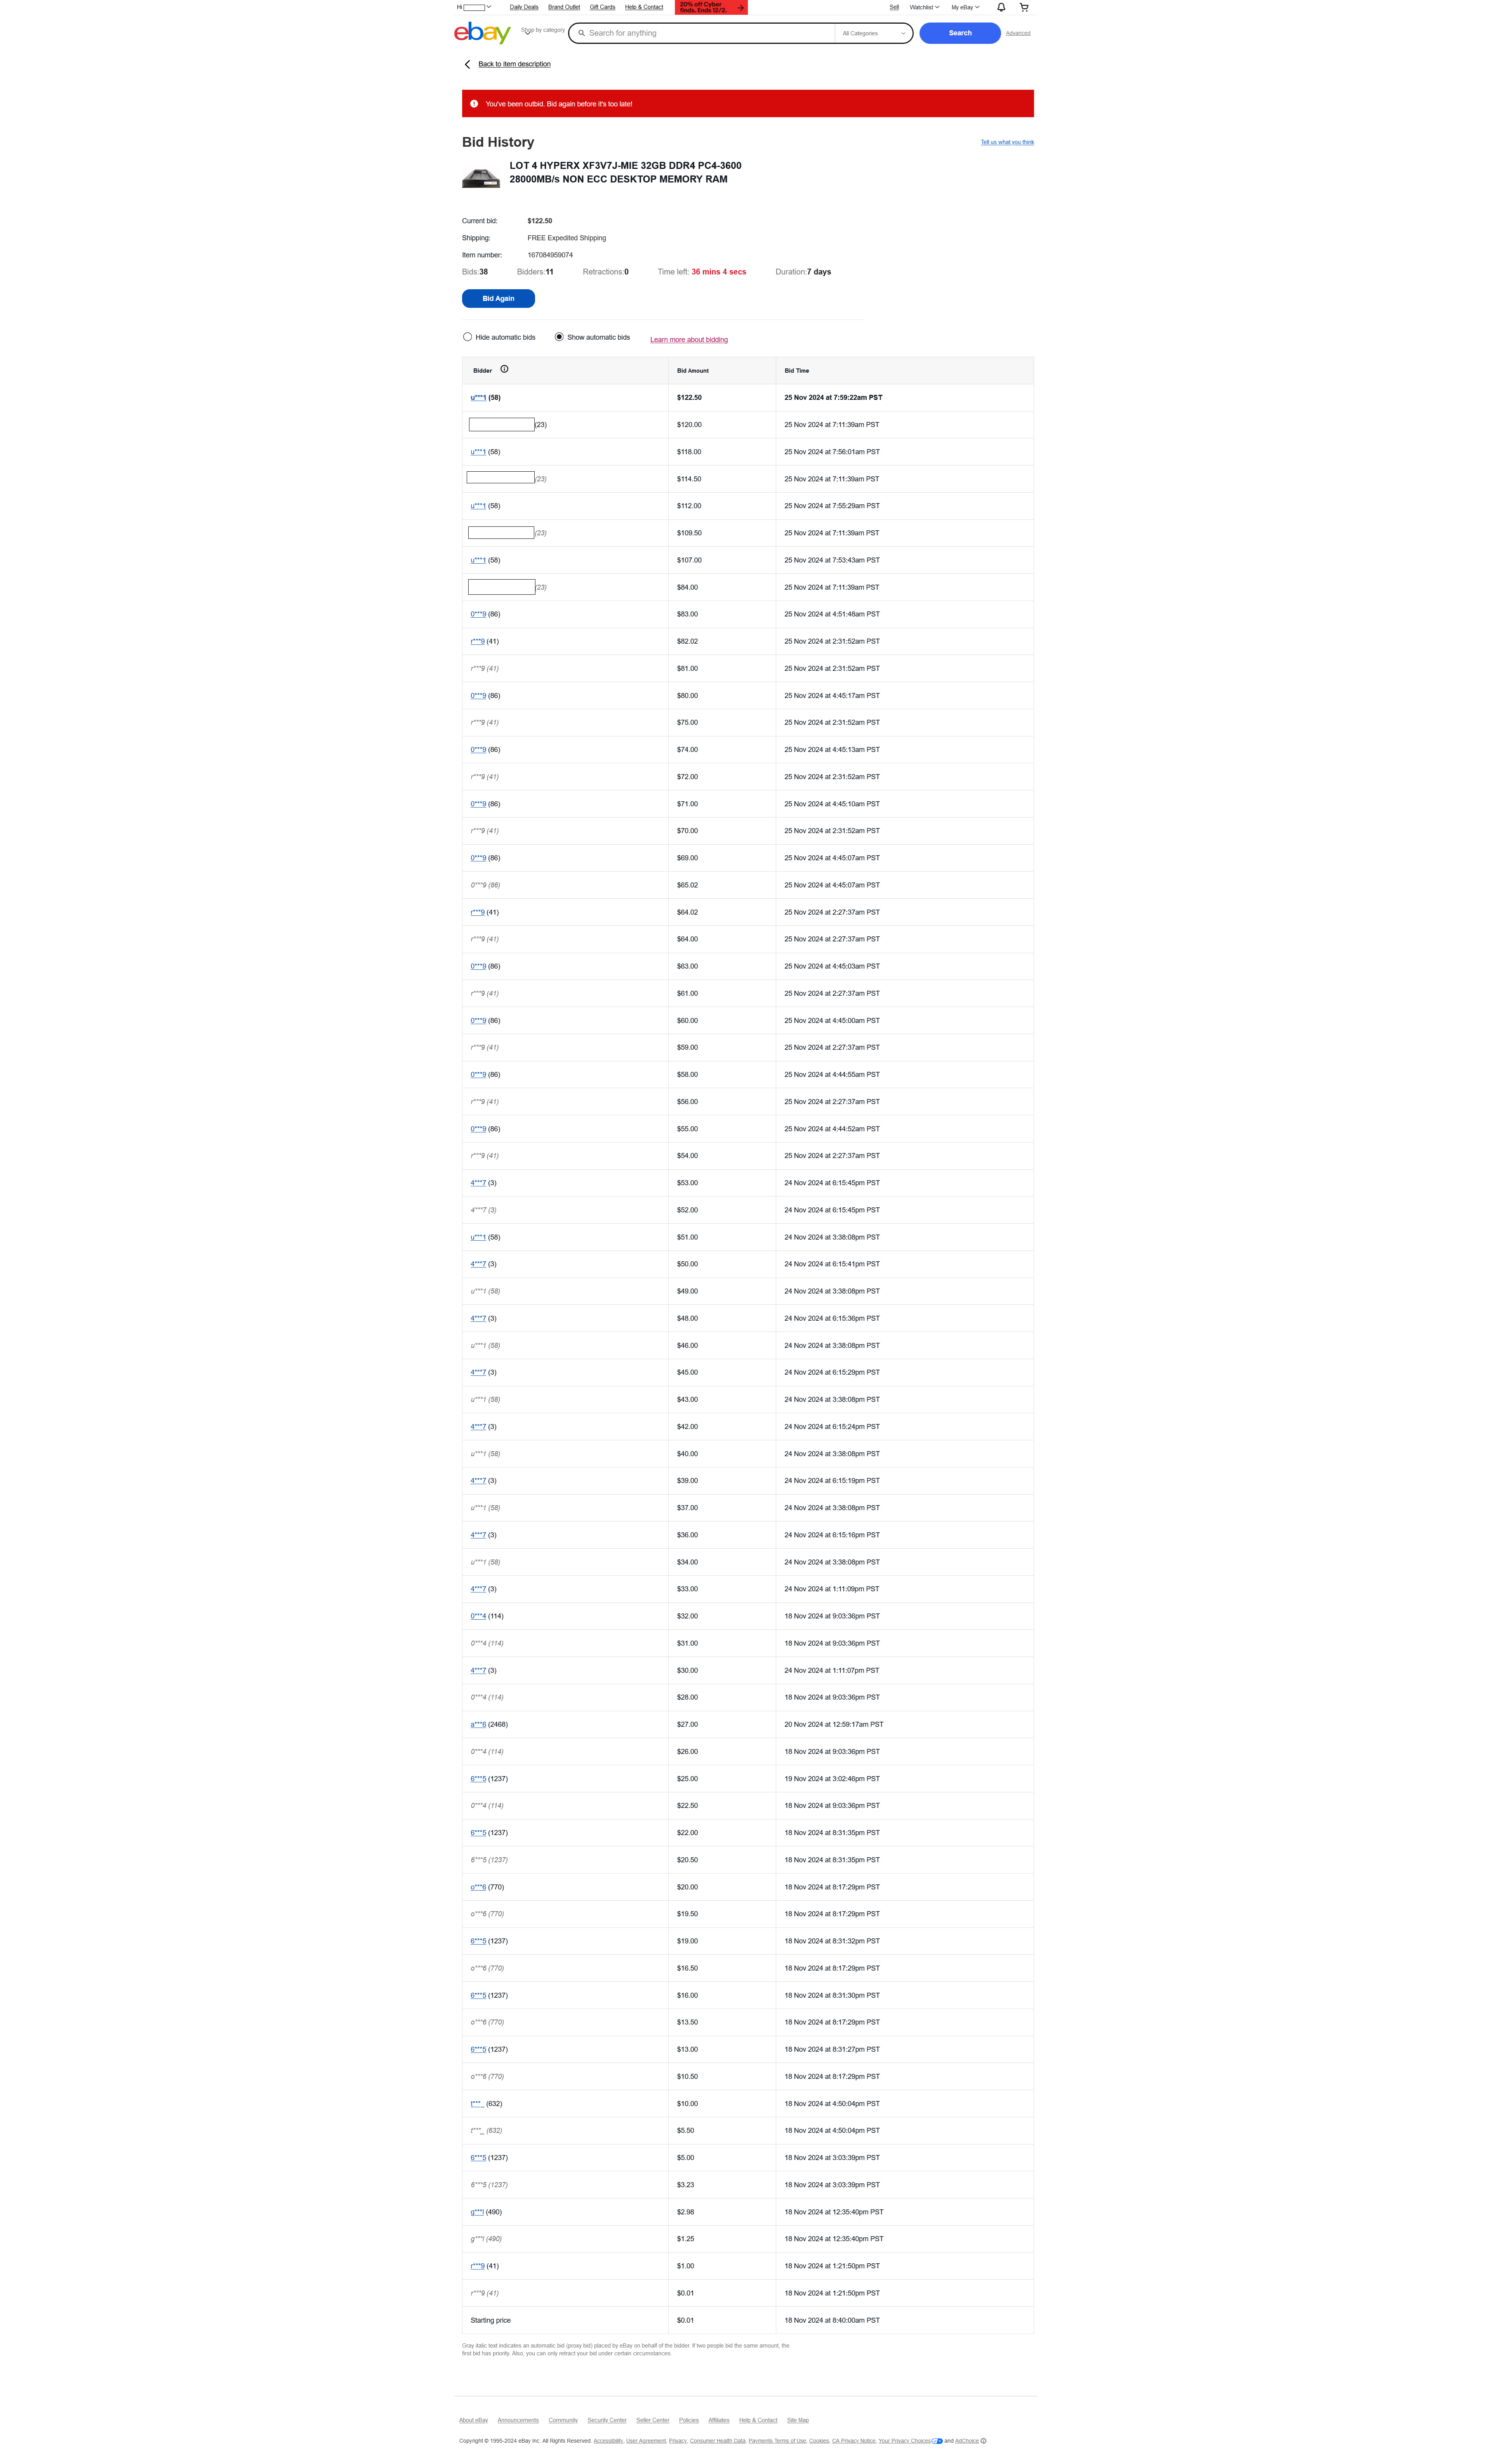 Hi
Daily Deals Brand Outlet Gift Cards Help & Contact
20% off Cyber
finds. Ends 12/2.
Sell Watchlist My eBay
ebay
Shop by category
Search for anything
All Categories
Search
Advanced
Back to item description
You've been outbid. Bid again before it's too late!
Bid History
Tell us what you think
LOT 4 HYPERX XF3V7J-MIE 32GB DDR4 PC4-3600
28000MB/s NON ECC DESKTOP MEMORY RAM
Current bid: $122.50
Shipping: FREE Expedited Shipping
Item number: 167084959074
Bids:38 Bidders:11 Retractions:0 Time left: 36 mins 4 secs Duration:7 days
Bid Again
Hide automatic bids Show automatic bids Learn more about bidding
Bidder Bid Amount Bid Time
u***1 (58) $122.50 25 Nov 2024 at 7:59:22am PST
(23) $120.00 25 Nov 2024 at 7:11:39am PST
u***1 (58) $118.00 25 Nov 2024 at 7:56:01am PST
(23) $114.50 25 Nov 2024 at 7:11:39am PST
u***1 (58) $112.00 25 Nov 2024 at 7:55:29am PST
(23) $109.50 25 Nov 2024 at 7:11:39am PST
u***1 (58) $107.00 25 Nov 2024 at 7:53:43am PST
(23) $84.00 25 Nov 2024 at 7:11:39am PST
0***9 (86) $83.00 25 Nov 2024 at 4:51:48am PST
r***9 (41) $82.02 25 Nov 2024 at 2:31:52am PST
r***9 (41) $81.00 25 Nov 2024 at 2:31:52am PST
0***9 (86) $80.00 25 Nov 2024 at 4:45:17am PST
r***9 (41) $75.00 25 Nov 2024 at 2:31:52am PST
0***9 (86) $74.00 25 Nov 2024 at 4:45:13am PST
r***9 (41) $72.00 25 Nov 2024 at 2:31:52am PST
0***9 (86) $71.00 25 Nov 2024 at 4:45:10am PST
r***9 (41) $70.00 25 Nov 2024 at 2:31:52am PST
0***9 (86) $69.00 25 Nov 2024 at 4:45:07am PST
0***9 (86) $65.02 25 Nov 2024 at 4:45:07am PST
r***9 (41) $64.02 25 Nov 2024 at 2:27:37am PST
r***9 (41) $64.00 25 Nov 2024 at 2:27:37am PST
0***9 (86) $63.00 25 Nov 2024 at 4:45:03am PST
r***9 (41) $61.00 25 Nov 2024 at 2:27:37am PST
0***9 (86) $60.00 25 Nov 2024 at 4:45:00am PST
r***9 (41) $59.00 25 Nov 2024 at 2:27:37am PST
0***9 (86) $58.00 25 Nov 2024 at 4:44:55am PST
r***9 (41) $56.00 25 Nov 2024 at 2:27:37am PST
0***9 (86) $55.00 25 Nov 2024 at 4:44:52am PST
r***9 (41) $54.00 25 Nov 2024 at 2:27:37am PST
4***7 (3) $53.00 24 Nov 2024 at 6:15:45pm PST
4***7 (3) $52.00 24 Nov 2024 at 6:15:45pm PST
u***1 (58) $51.00 24 Nov 2024 at 3:38:08pm PST
4***7 (3) $50.00 24 Nov 2024 at 6:15:41pm PST
u***1 (58) $49.00 24 Nov 2024 at 3:38:08pm PST
4***7 (3) $48.00 24 Nov 2024 at 6:15:36pm PST
u***1 (58) $46.00 24 Nov 2024 at 3:38:08pm PST
4***7 (3) $45.00 24 Nov 2024 at 6:15:29pm PST
u***1 (58) $43.00 24 Nov 2024 at 3:38:08pm PST
4***7 (3) $42.00 24 Nov 2024 at 6:15:24pm PST
u***1 (58) $40.00 24 Nov 2024 at 3:38:08pm PST
4***7 (3) $39.00 24 Nov 2024 at 6:15:19pm PST
u***1 (58) $37.00 24 Nov 2024 at 3:38:08pm PST
4***7 (3) $36.00 24 Nov 2024 at 6:15:16pm PST
u***1 (58) $34.00 24 Nov 2024 at 3:38:08pm PST
4***7 (3) $33.00 24 Nov 2024 at 1:11:09pm PST
0***4 (114) $32.00 18 Nov 2024 at 9:03:36pm PST
0***4 (114) $31.00 18 Nov 2024 at 9:03:36pm PST
4***7 (3) $30.00 24 Nov 2024 at 1:11:07pm PST
0***4 (114) $28.00 18 Nov 2024 at 9:03:36pm PST
a***6 (2468) $27.00 20 Nov 2024 at 12:59:17am PST
0***4 (114) $26.00 18 Nov 2024 at 9:03:36pm PST
6***5 (1237) $25.00 19 Nov 2024 at 3:02:46pm PST
0***4 (114) $22.50 18 Nov 2024 at 9:03:36pm PST
6***5 (1237) $22.00 18 Nov 2024 at 8:31:35pm PST
6***5 (1237) $20.50 18 Nov 2024 at 8:31:35pm PST
o***6 (770) $20.00 18 Nov 2024 at 8:17:29pm PST
o***6 (770) $19.50 18 Nov 2024 at 8:17:29pm PST
6***5 (1237) $19.00 18 Nov 2024 at 8:31:32pm PST
o***6 (770) $16.50 18 Nov 2024 at 8:17:29pm PST
6***5 (1237) $16.00 18 Nov 2024 at 8:31:30pm PST
o***6 (770) $13.50 18 Nov 2024 at 8:17:29pm PST
6***5 (1237) $13.00 18 Nov 2024 at 8:31:27pm PST
o***6 (770) $10.50 18 Nov 2024 at 8:17:29pm PST
t***_ (632) $10.00 18 Nov 2024 at 4:50:04pm PST
t***_ (632) $5.50 18 Nov 2024 at 4:50:04pm PST
6***5 (1237) $5.00 18 Nov 2024 at 3:03:39pm PST
6***5 (1237) $3.23 18 Nov 2024 at 3:03:39pm PST
g***l (490) $2.98 18 Nov 2024 at 12:35:40pm PST
g***l (490) $1.25 18 Nov 2024 at 12:35:40pm PST
r***9 (41) $1.00 18 Nov 2024 at 1:21:50pm PST
r***9 (41) $0.01 18 Nov 2024 at 1:21:50pm PST
Starting price $0.01 18 Nov 2024 at 8:40:00am PST
Gray italic text indicates an automatic bid (proxy bid) placed by eBay on behalf of the bidder. If two people bid the same amount, the
first bid has priority. Also, you can only retract your bid under certain circumstances.
About eBay Announcements Community Security Center Seller Center Policies Affiliates Help & Contact Site Map
Copyright © 1995-2024 eBay Inc. All Rights Reserved. Accessibility, User Agreement, Privacy, Consumer Health Data, Payments Terms of Use, Cookies, CA Privacy Notice, Your Privacy Choices and AdChoice